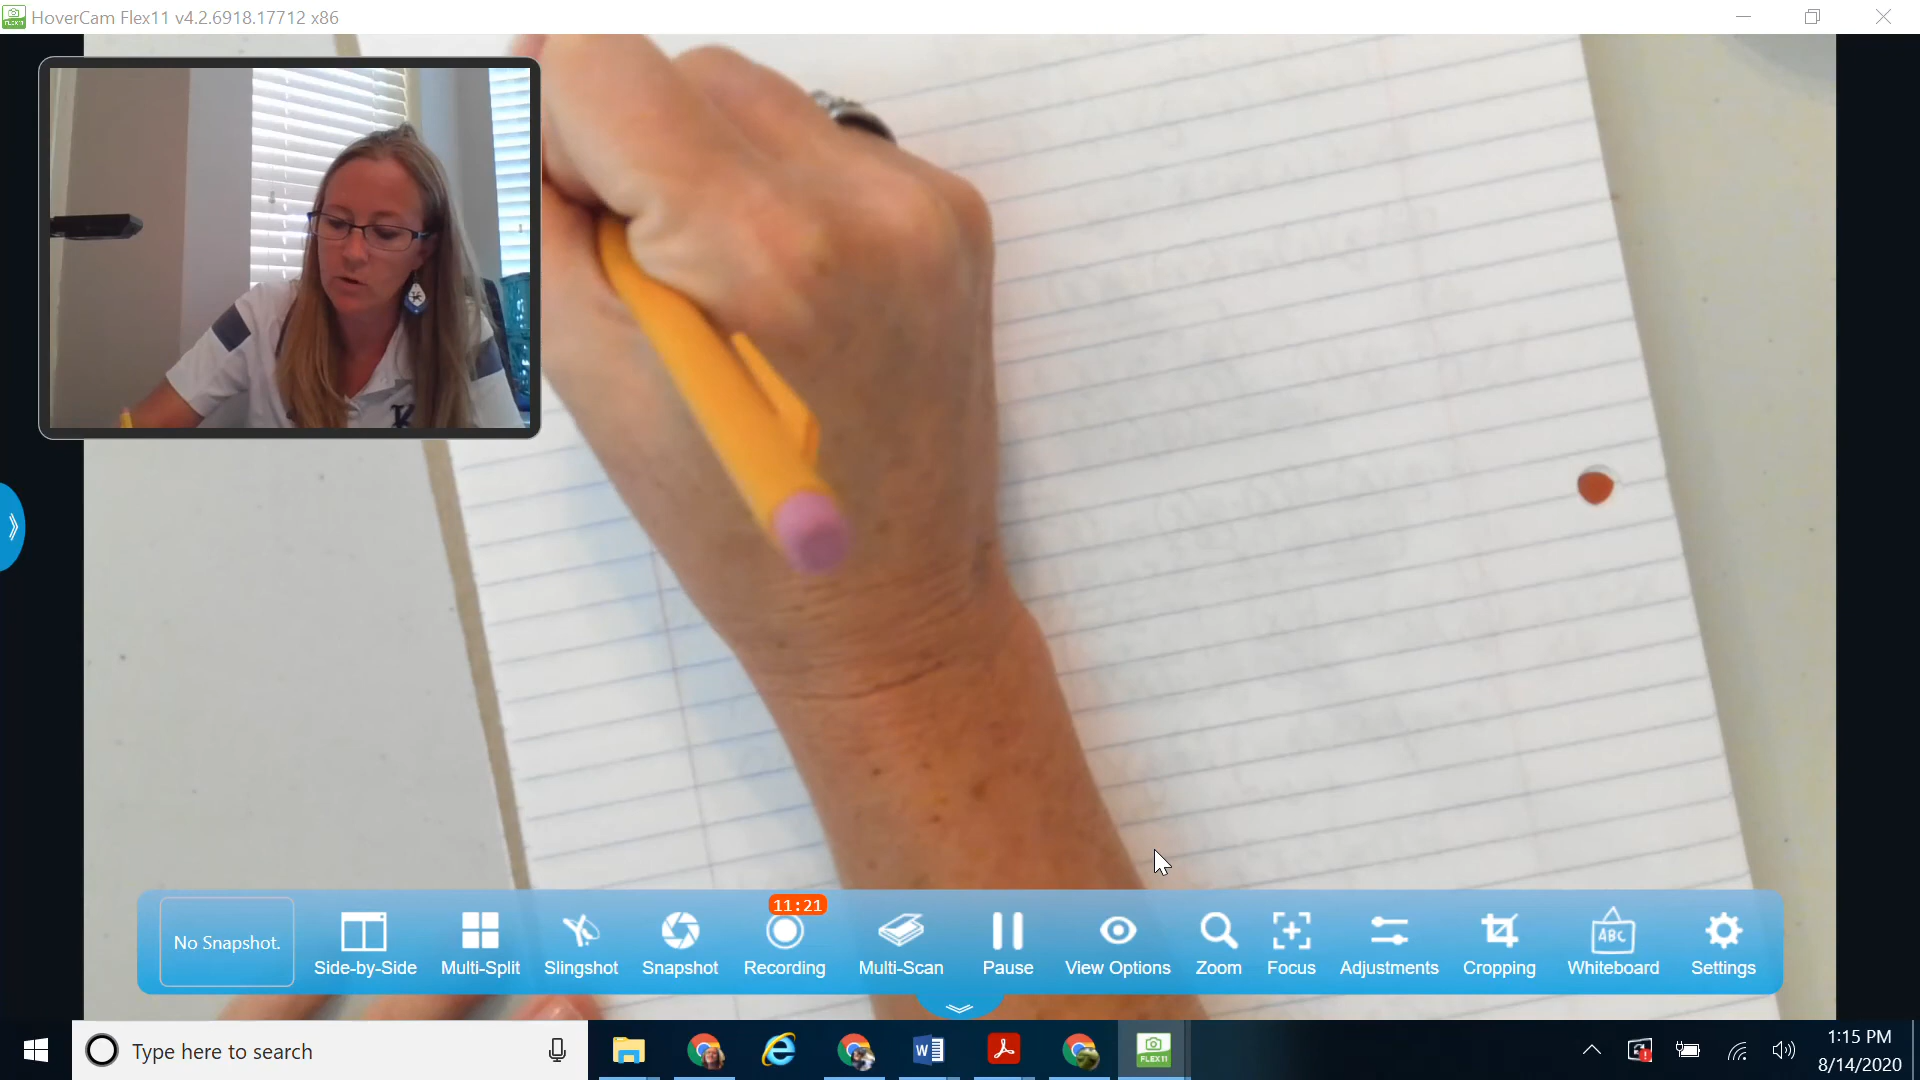 HoverCam Flex11 v4.2.6918.17712 x86
11:21
No Snapshot.
Side-by-Side
Multi-Split
Slingshot
Snapshot
Recording
Multi-Scan
Pause
View Options
Zoom
Focus
Adjustments
Cropping
ABC
Whiteboard
Settings
Type here to search
FLEX11
1:15 PM
8/14/2020